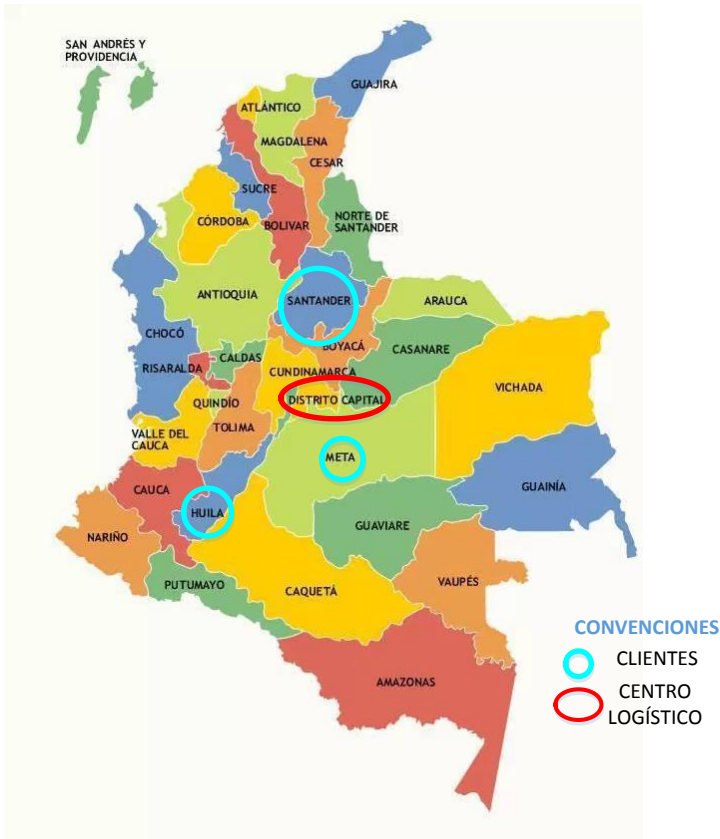 SAN ANDRÉS Y
PROVIDENCIA
GUAJIRA
ATLÁNTICO
MAGDALENA
CESAR
SUCRE
CÓRDOBA
BOLIVAR
NORTE DE
SANTANDER
ANTIOQUIA
SANTANDER
ARAUCA
CHOCÓ
BOYACÁ
CASANARE
RISARALDA
CALDAS
CUNDINAMARCA
VICHADA
QUINDÍO
DISTRITO CAPITAL
TOLIMA
VALLE DEL
CAUCA
META
CAUCA
GUAINÍA
HUILA
GUAVIARE
NARIÑO
PUTUMAYO
CAQUETÁ
VAUPÉS
AMAZONAS
CONVENCIONES
CLIENTES
CENTRO
LOGÍSTICO